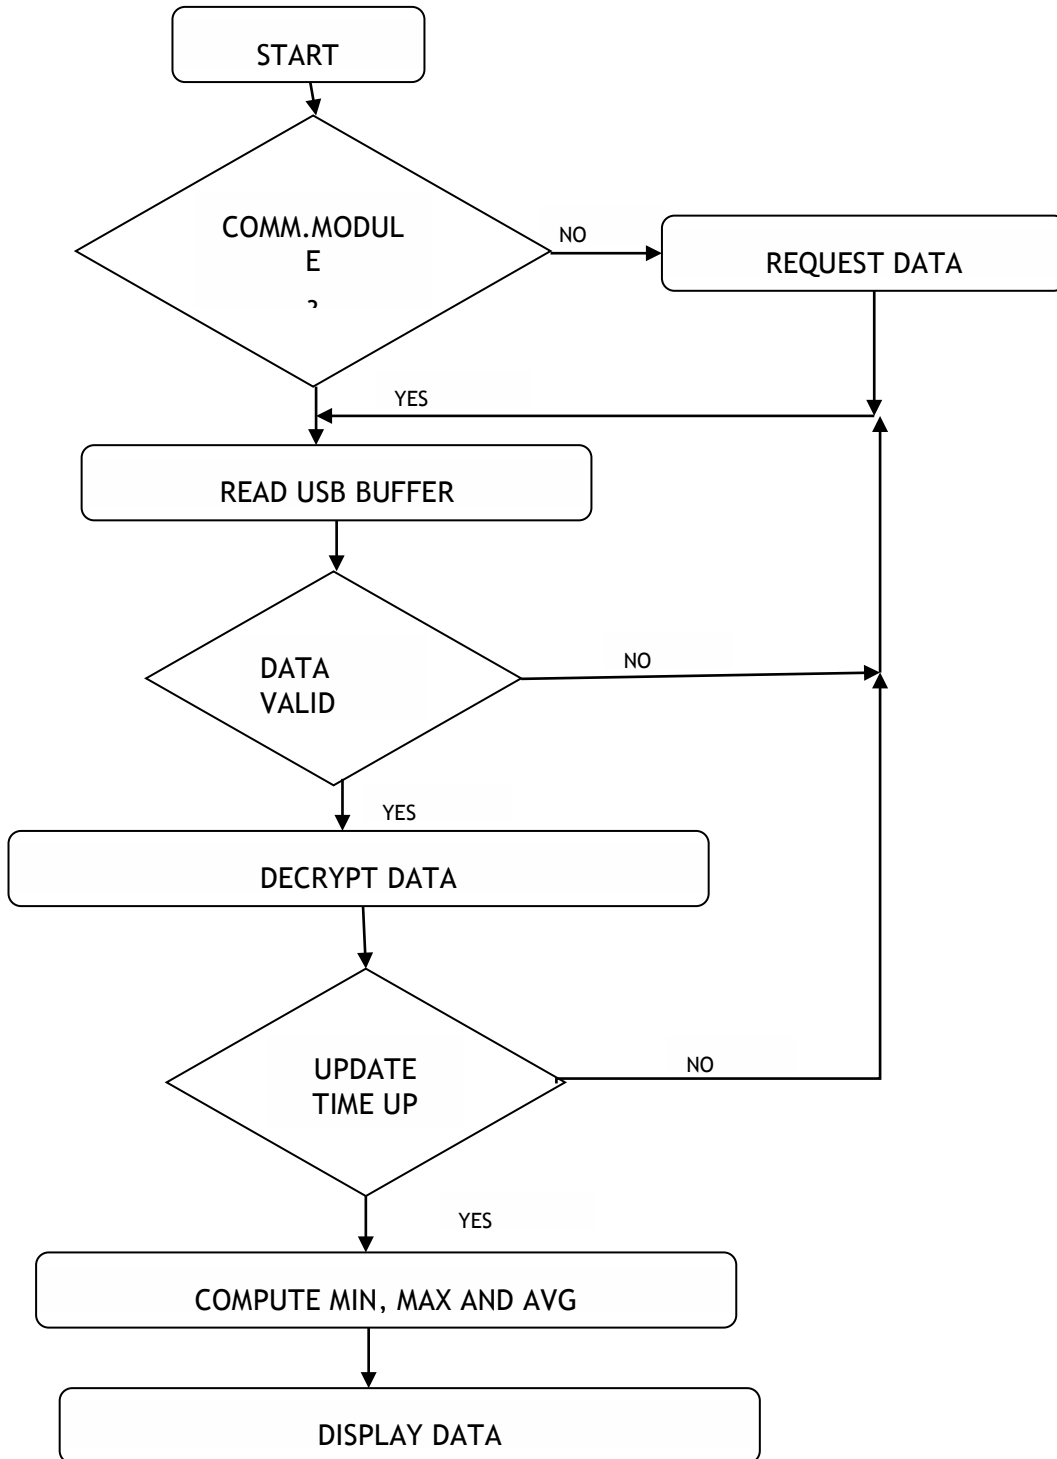 START
COMM.MODUL
E
?
NO
REQUEST DATA
YES
READ USB BUFFER
DATA
VALID
NO
YES
DECRYPT DATA
UPDATE
TIME UP
NO
YES
COMPUTE MIN, MAX AND AVG
DISPLAY DATA